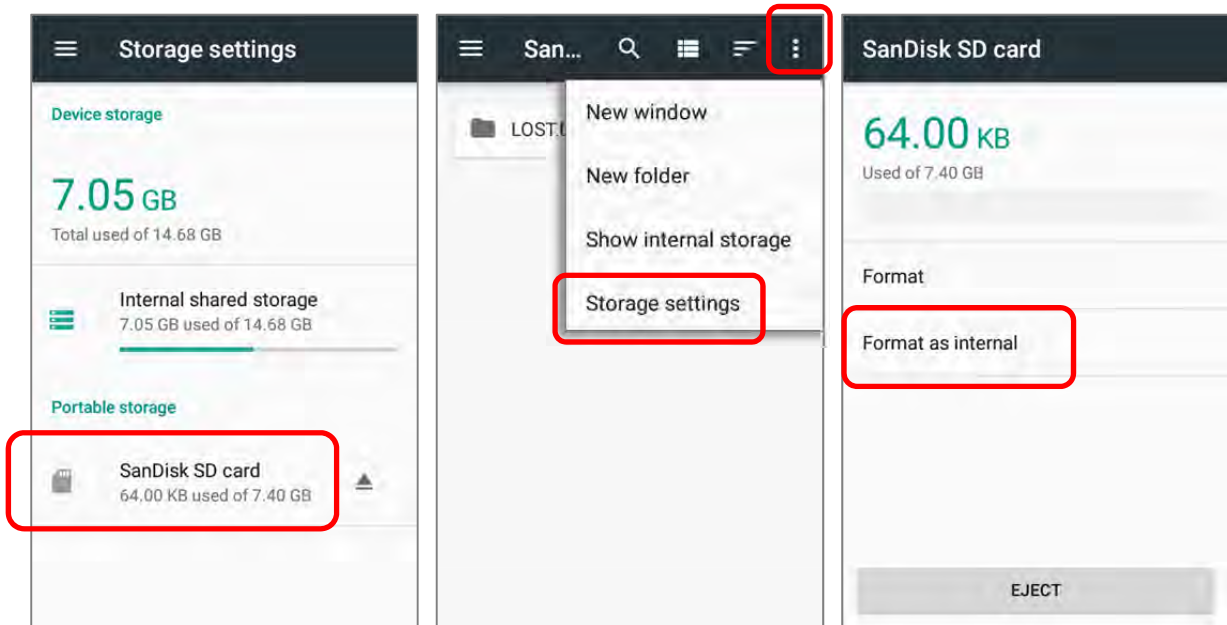 Storage settings
Device storage
7.05 GB
Total used of 14.68 GB
Internal shared storage
7.05 GB used of 14.68 GB
Portable storage
SanDisk SD card
64.00 KB used of 7.40 GB
San...
LOST.
New window
New folder
Show internal storage
Storage settings
SanDisk SD card
64.00 KB
Used of 7.40 GB
Format
Format as internal
EJECT